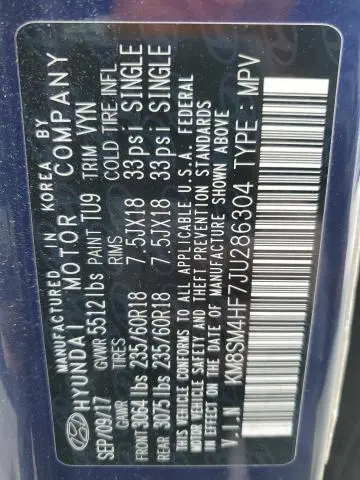 MANUFACTURED IN KOREA BY
HYUNDAI MOTOR COMPANY
SEP/09/17 GVWR 5512 lbs PAINT TU9 TRIM VYN
GAWR TIRES RIMS COLD TIRE INFL
FRONT 3064 lbs 235/60R18 7.5JX18 33psi SINGLE
REAR 3075 lbs 235/60R18 7.5JX18 33psi SINGLE
THIS VEHICLE CONFORMS TO ALL APPLICABLE U.S.A. FEDERAL
MOTOR VEHICLE SAFETY, BUMPER, AND THEFT PREVENTION STANDARDS
IN EFFECT ON THE DATE OF MANUFACTURE SHOWN ABOVE
V.I.N KM8SM4HF7JU286304 TYPE : MPV